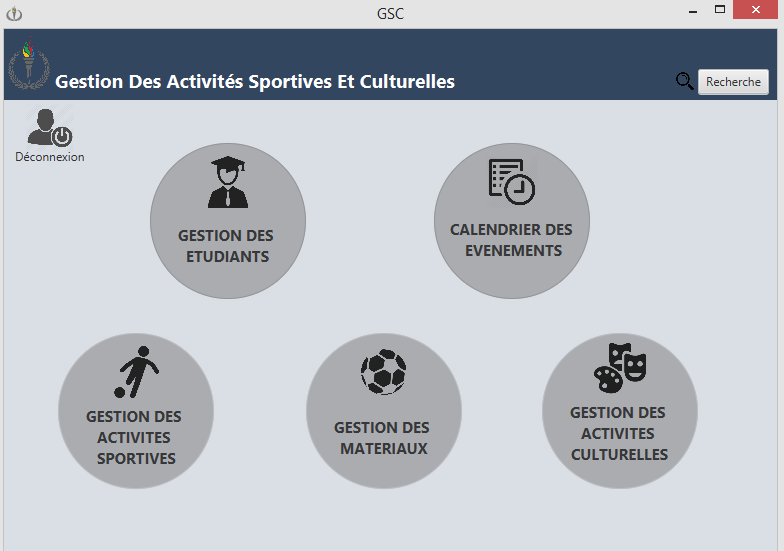 GSC
Gestion Des Activités Sportives Et Culturelles
Recherche
Déconnexion
GESTION DES
ETUDIANTS
CALENDRIER DES
EVENEMENTS
GESTION DES
ACTIVITES
SPORTIVES
GESTION DES
MATERIAUX
GESTION DES
ACTIVITES
CULTURELLES